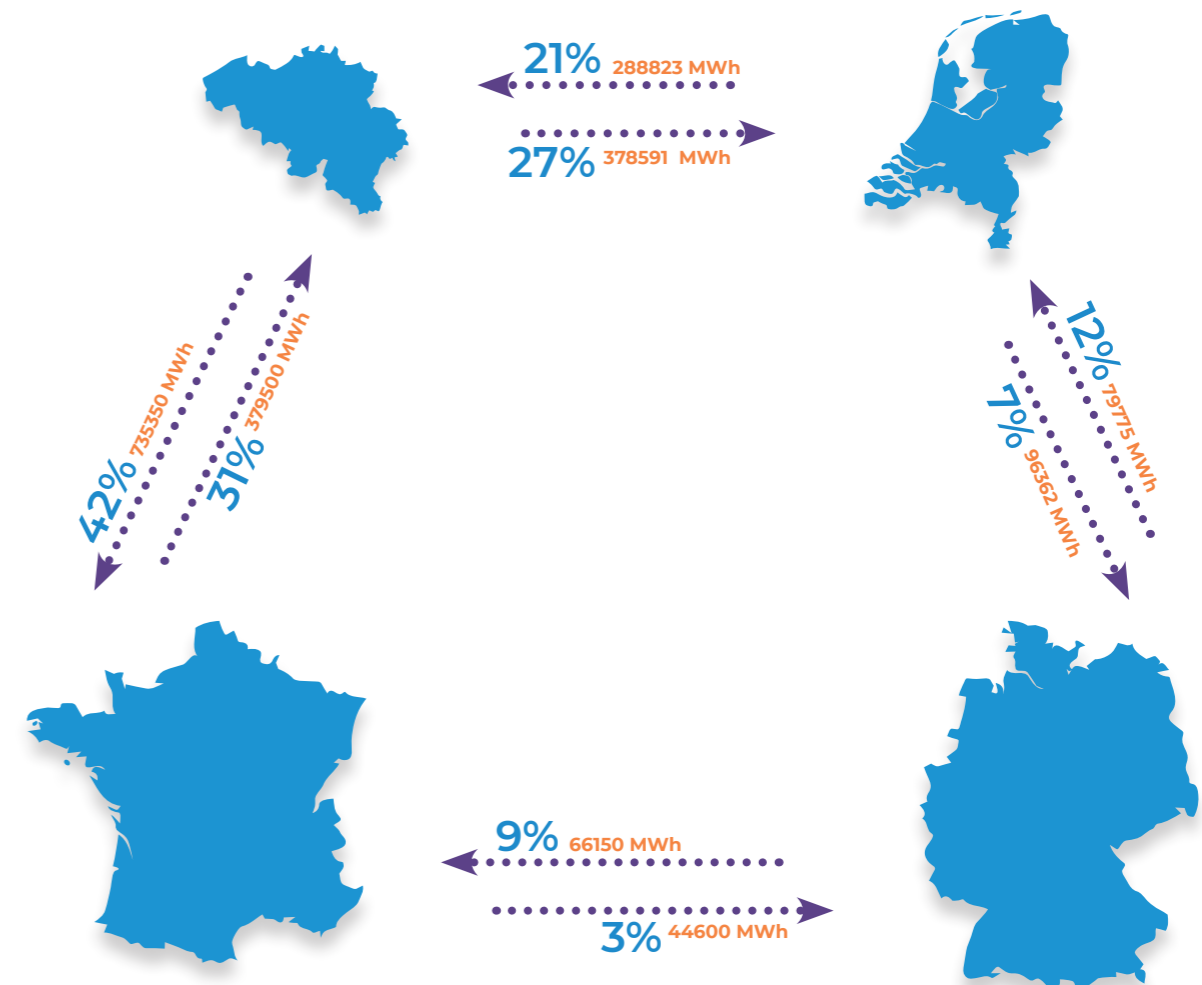 21% 288823 MWh
27% 378591 MWh
42% 735350 MWh
31% 379500 MWh
12% 79775 MWh
7% 96362 MWh
9% 66150 MWh
3% 44600 MWh